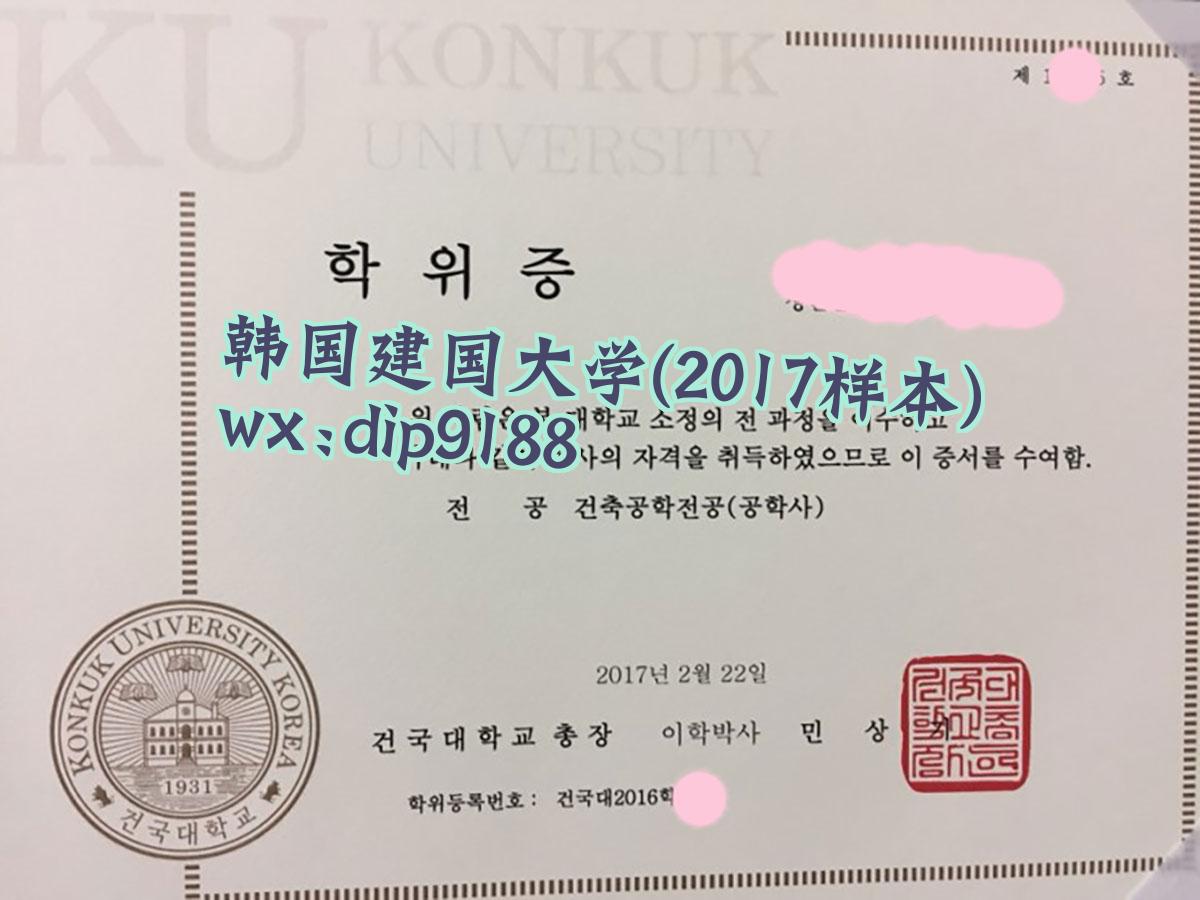 KU
KONKUK
UNIVERSITY
제 호
학 위 증
韩国建国大学(2017样本)
대학교 소정의 전 과정을
wx:dip9188
자격을 취득하였으므로 이 증서를 수여함.
전 공 건축공학전공(공학사)
2017년 2월 22일
건국대학교 총장 이학박사 민 상 기
학위등록번호 : 건국대2016학
KONKUK UNIVERSITY KOREA
1931
건국대학교